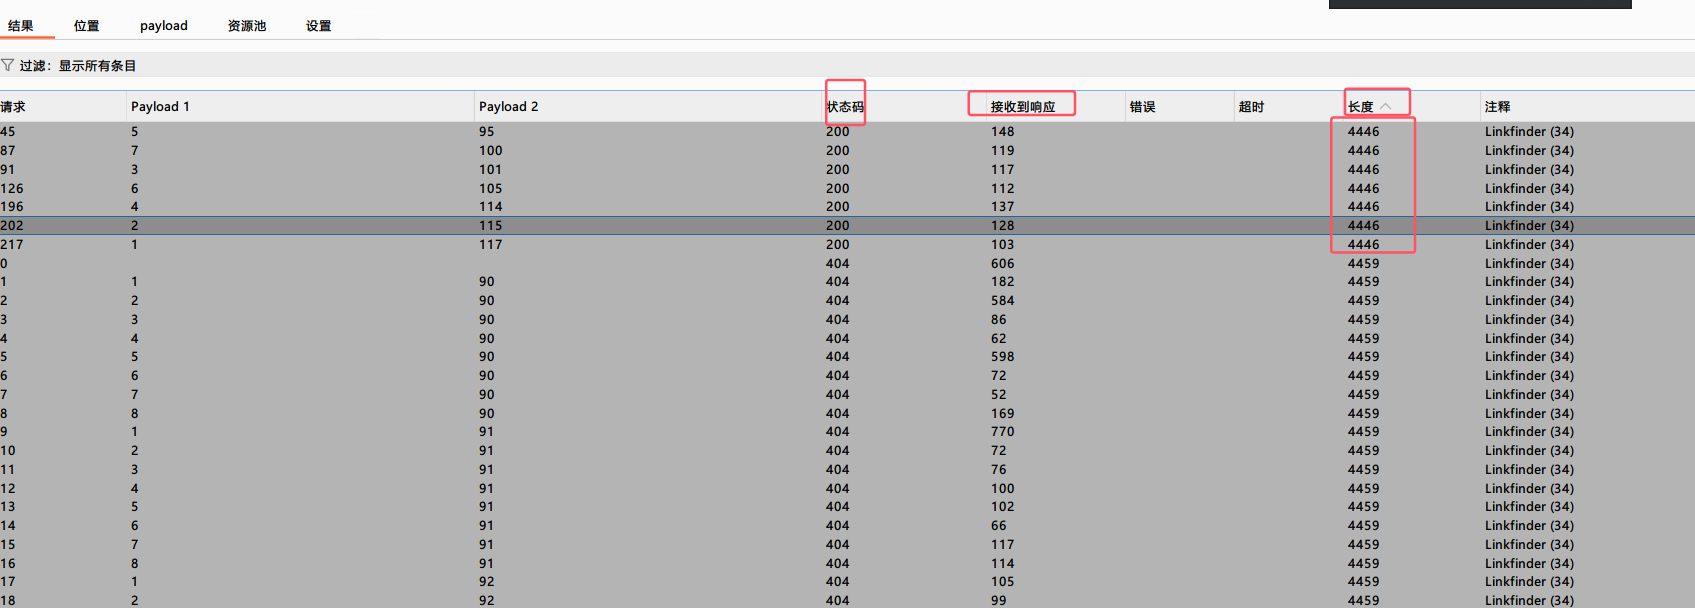 结果 位置 payload 资源池 设置
过滤：显示所有条目
请求 Payload 1 Payload 2 状态码 接收到响应 错误 超时 长度 注释
45 5 95 200 148 4446 Linkfinder (34)
87 7 100 200 119 4446 Linkfinder (34)
91 3 101 200 117 4446 Linkfinder (34)
126 6 105 200 112 4446 Linkfinder (34)
196 4 114 200 137 4446 Linkfinder (34)
202 2 115 200 128 4446 Linkfinder (34)
217 1 117 200 103 4446 Linkfinder (34)
0 404 606 4459 Linkfinder (34)
1 1 90 404 182 4459 Linkfinder (34)
2 2 90 404 584 4459 Linkfinder (34)
3 3 90 404 86 4459 Linkfinder (34)
4 4 90 404 62 4459 Linkfinder (34)
5 5 90 404 598 4459 Linkfinder (34)
6 6 90 404 72 4459 Linkfinder (34)
7 7 90 404 52 4459 Linkfinder (34)
8 8 90 404 169 4459 Linkfinder (34)
9 1 91 404 770 4459 Linkfinder (34)
10 2 91 404 72 4459 Linkfinder (34)
11 3 91 404 76 4459 Linkfinder (34)
12 4 91 404 100 4459 Linkfinder (34)
13 5 91 404 102 4459 Linkfinder (34)
14 6 91 404 66 4459 Linkfinder (34)
15 7 91 404 117 4459 Linkfinder (34)
16 8 91 404 114 4459 Linkfinder (34)
17 1 92 404 105 4459 Linkfinder (34)
18 2 92 404 99 4459 Linkfinder (34)